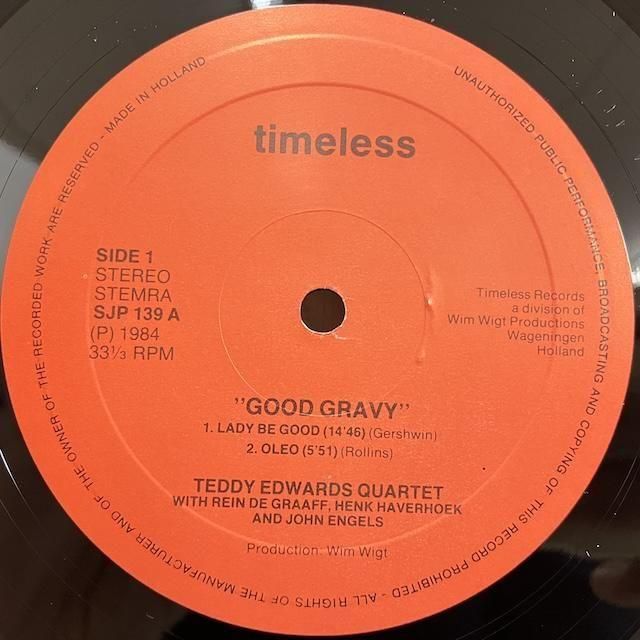 timeless
SIDE 1
STEREO
STEMRA
SJP 139 A
(P) 1984
33⅓ RPM
Timeless Records
a division of
Wim Wigt Productions
Wageningen
Holland
"GOOD GRAVY"
1. LADY BE GOOD (14'46) (Gershwin)
2. OLEO (5'51) (Rollins)
TEDDY EDWARDS QUARTET
WITH REIN DE GRAAFF, HENK HAVERHOEK
AND JOHN ENGELS
Production: Wim Wigt
UNAUTHORIZED PUBLIC PERFORMANCE, BROADCASTING AND COPYING OF THIS RECORD PROHIBITED - ALL RIGHTS OF THE MANUFACTURER AND OF THE OWNER OF THE RECORDED WORK ARE RESERVED - MADE IN HOLLAND